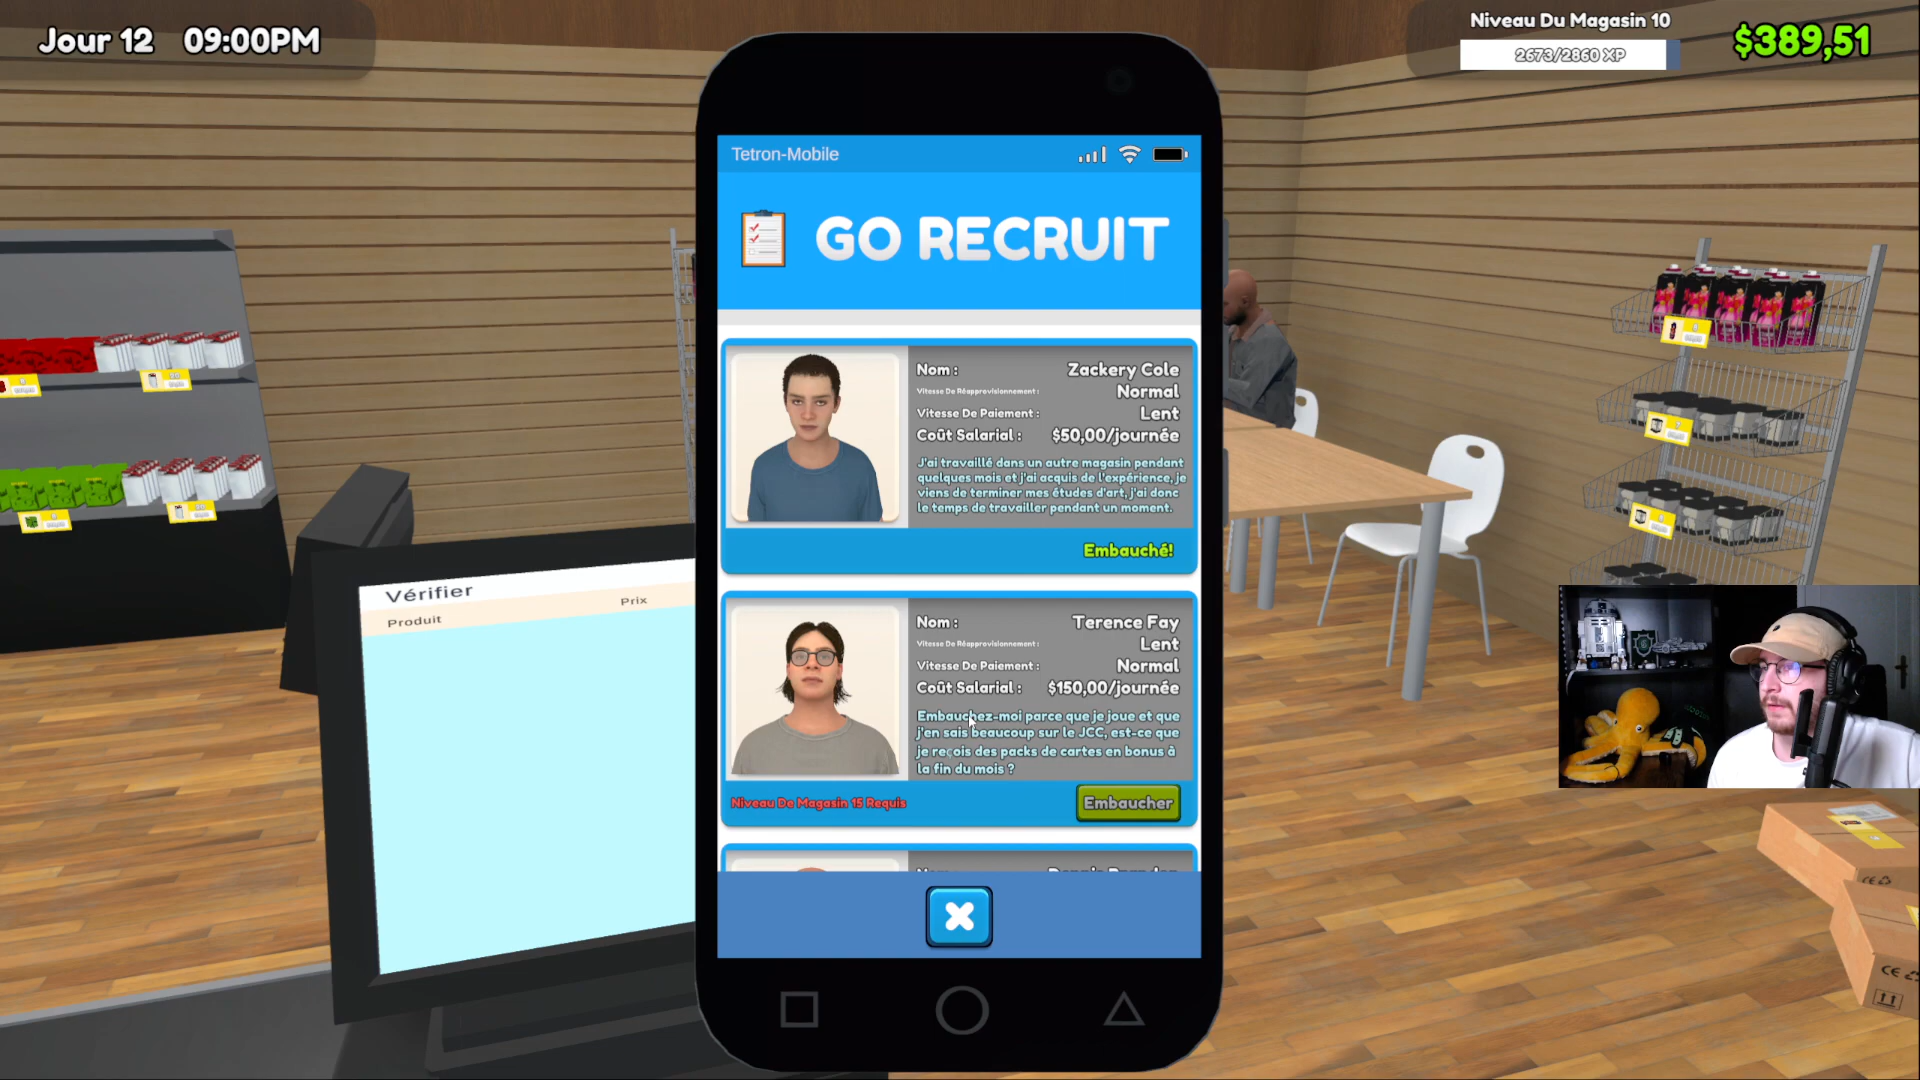 Jour 12 09:00PM
Niveau Du Magasin 10
2673/2860 XP
$389,51
Tetron-Mobile
GO RECRUIT
Nom : Zackery Cole
Vitesse De Réapprovisionnement : Normal
Vitesse De Paiement : Lent
Coût Salarial : $50,00/journée
J'ai travaillé dans un autre magasin pendant
quelques mois et j'ai acquis de l'expérience, je
viens de terminer mes études d'art, j'ai donc
le temps de travailler pendant un moment.
Embauché!
Nom : Terence Fay
Vitesse De Réapprovisionnement : Lent
Vitesse De Paiement : Normal
Coût Salarial : $150,00/journée
Embauchez-moi parce que je joue et que
j'en sais beaucoup sur le JCC, est-ce que
je reçois des packs de cartes en bonus à
la fin du mois ?
Niveau De Magasin 15 Requis
Embaucher
Vérifier
Produit Prix